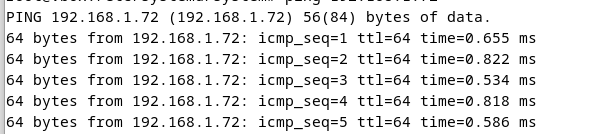 PING 192.168.1.72 (192.168.1.72) 56(84) bytes of data.
64 bytes from 192.168.1.72: icmp_seq=1 ttl=64 time=0.655 ms
64 bytes from 192.168.1.72: icmp_seq=2 ttl=64 time=0.822 ms
64 bytes from 192.168.1.72: icmp_seq=3 ttl=64 time=0.534 ms
64 bytes from 192.168.1.72: icmp_seq=4 ttl=64 time=0.818 ms
64 bytes from 192.168.1.72: icmp_seq=5 ttl=64 time=0.586 ms